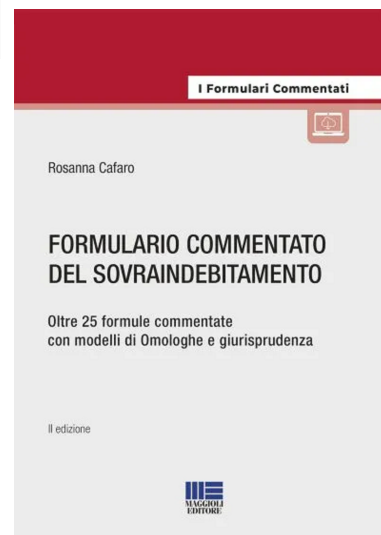 I Formulari Commentati
Rosanna Cafaro
FORMULARIO COMMENTATO
DEL SOVRAINDEBITAMENTO
Oltre 25 formule commentate
con modelli di Omologhe e giurisprudenza
II edizione
MAGGIOLI
EDITORE